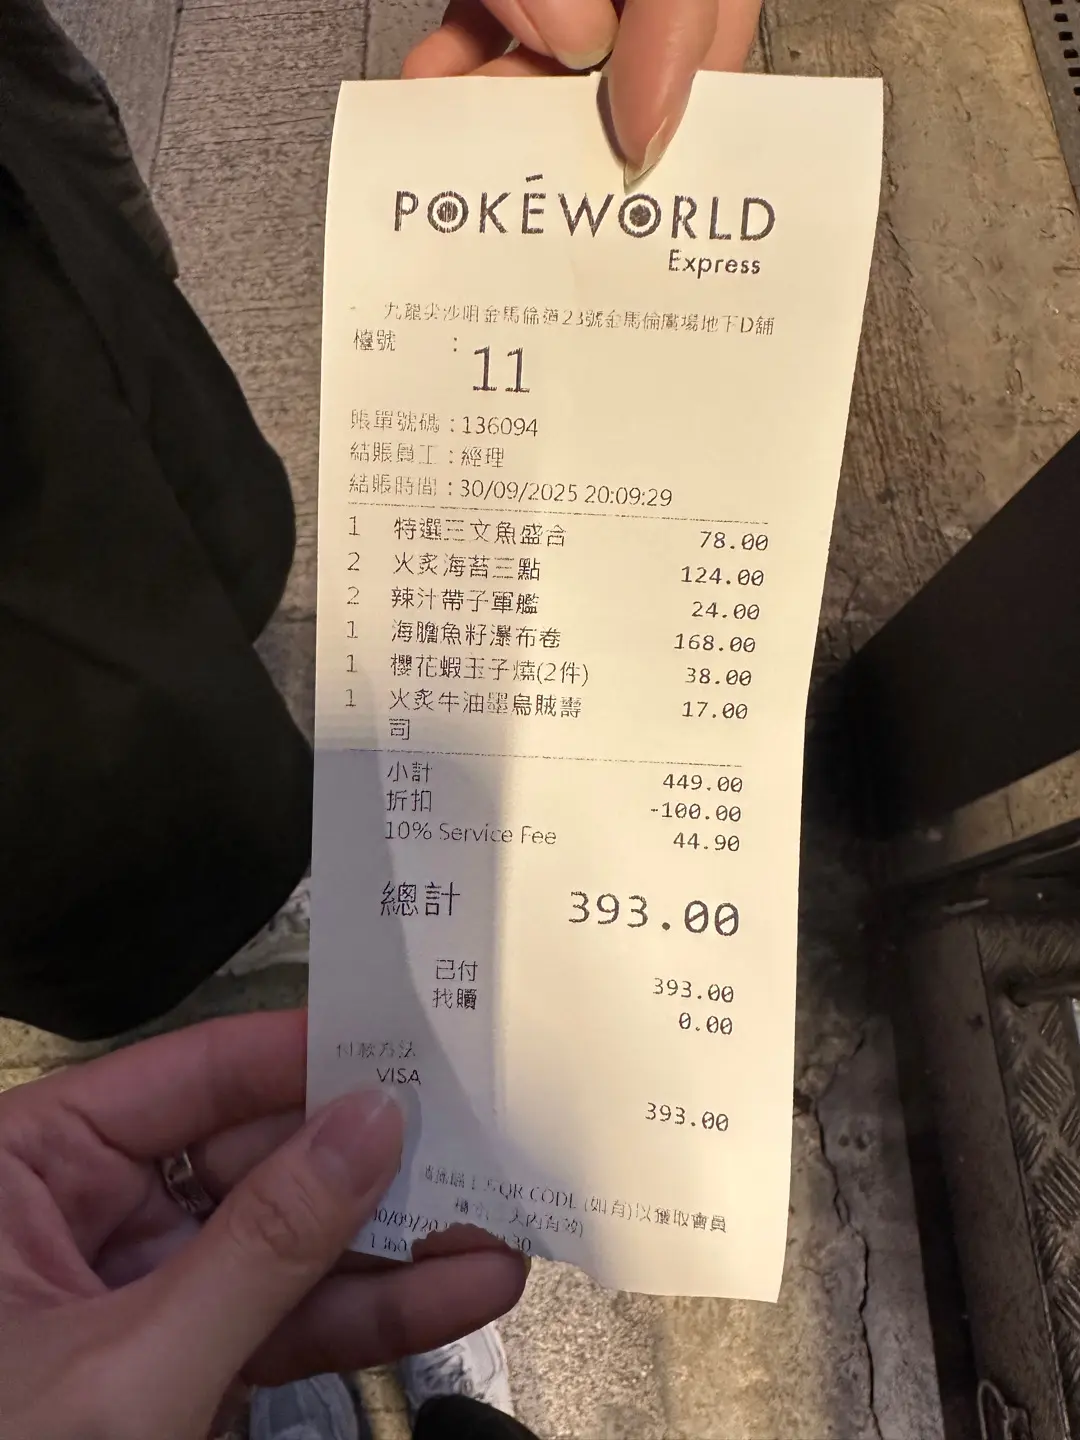 POKÉWORLD
Express
九龍尖沙咀金馬倫道23號金馬倫廣場地下D舖
檯號 :
11
賬單號碼 : 136094
結賬員工 : 經理
結賬時間 : 30/09/2025 20:09:29
1 特選三文魚盛合 78.00
2 火炙海苔三點 124.00
2 辣汁帶子軍艦 24.00
1 海膽魚籽瀑布卷 168.00
1 櫻花蝦玉子燒(2件) 38.00
1 火炙牛油墨烏賊壽 17.00
司
小計 449.00
折扣 -100.00
10% Service Fee 44.90
總計 393.00
已付 393.00
找贖 0.00
付款方法
VISA
393.00
QR CODE (如有)以獲取會員
天內有效)